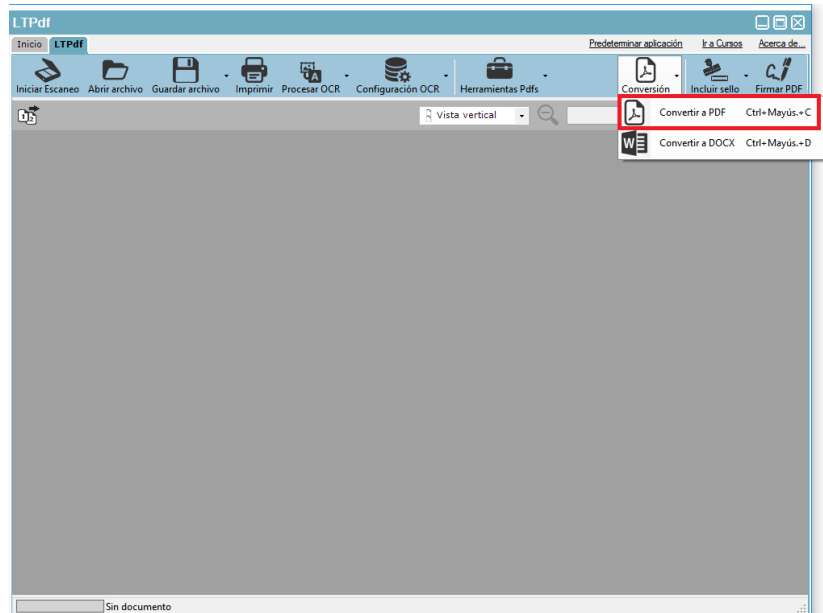 LTPdf
Inicio LTPdf Predeterminar aplicación Ir a Cursos Acerca de...
Iniciar Escaneo Abrir archivo Guardar archivo Imprimir Procesar OCR Configuración OCR Herramientas Pdfs Conversión Incluir sello Firmar PDF
Vista vertical
Convertir a PDF Ctrl+Mayús.+C
Convertir a DOCX Ctrl+Mayús.+D
Sin documento